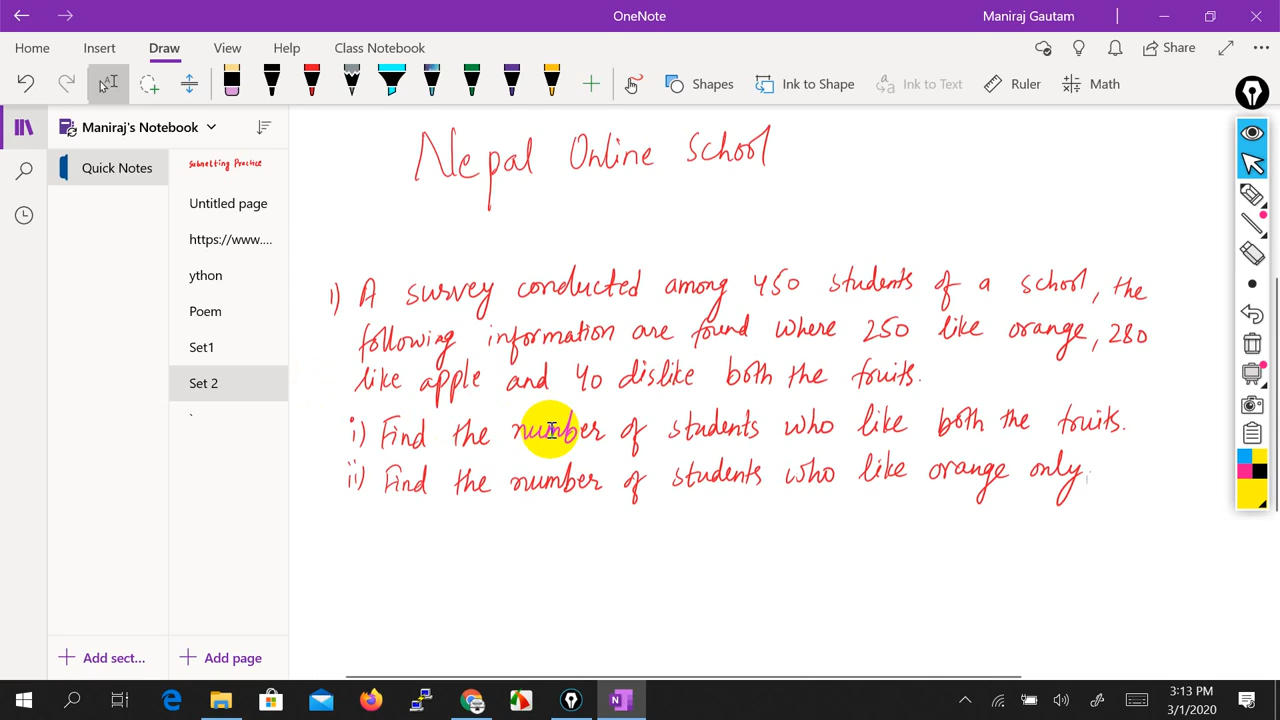 OneNote
Maniraj Gautam
Home Insert Draw View Help Class Notebook
Share
Shapes Ink to Shape Ink to Text Ruler Math
Maniraj's Notebook
Quick Notes
Subnetting Practice
Untitled page
https://www....
ython
Poem
Set1
Set 2
Add sect...
Add page
Nepal Online School
1) A survey conducted among 450 students of a school, the
following information are found where 250 like orange, 280
like apple and 40 dislike both the fruits.
i) Find the number of students who like both the fruits.
ii) Find the number of students who like orange only.
3:13 PM
3/1/2020